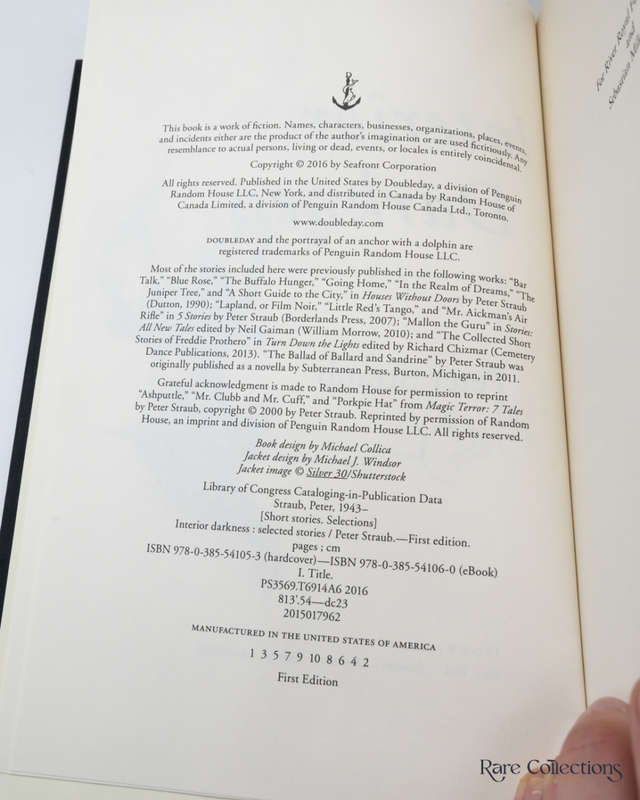 This book is a work of fiction. Names, characters, businesses, organizations, places, events,
and incidents either are the product of the author's imagination or are used fictitiously. Any
resemblance to actual persons, living or dead, events, or locales is entirely coincidental.
Copyright © 2016 by Seafront Corporation
All rights reserved. Published in the United States by Doubleday, a division of Penguin
Random House LLC, New York, and distributed in Canada by Random House of
Canada Limited, a division of Penguin Random House Canada Ltd., Toronto.
www.doubleday.com
DOUBLEDAY and the portrayal of an anchor with a dolphin are
registered trademarks of Penguin Random House LLC.
Most of the stories included here were previously published in the following works: “Bar
Talk,” “Blue Rose,” “The Buffalo Hunger,” “Going Home,” “In the Realm of Dreams,” “The
Juniper Tree,” and “A Short Guide to the City,” in Houses Without Doors by Peter Straub
(Dutton, 1990); “Lapland, or Film Noir,” “Little Red’s Tango,” and “Mr. Aickman’s Air
Rifle” in 5 Stories by Peter Straub (Borderlands Press, 2007); “Mallon the Guru” in Stories:
All New Tales edited by Neil Gaiman (William Morrow, 2010); and “The Collected Short
Stories of Freddie Prothero” in Turn Down the Lights edited by Richard Chizmar (Cemetery
Dance Publications, 2013). “The Ballad of Ballard and Sandrine” by Peter Straub was
originally published as a novella by Subterranean Press, Burton, Michigan, in 2011.
Grateful acknowledgment is made to Random House for permission to reprint
“Ashputtle,” “Mr. Clubb and Mr. Cuff,” and “Porkpie Hat” from Magic Terror: 7 Tales
by Peter Straub, copyright © 2000 by Peter Straub. Reprinted by permission of Random
House, an imprint and division of Penguin Random House LLC. All rights reserved.
Book design by Michael Collica
Jacket design by Michael J. Windsor
Jacket image © Silver 30/Shutterstock
Library of Congress Cataloging-in-Publication Data
Straub, Peter, 1943–
[Short stories. Selections]
Interior darkness : selected stories / Peter Straub.—First edition.
pages ; cm
ISBN 978-0-385-54105-3 (hardcover)—ISBN 978-0-385-54106-0 (eBook)
I. Title.
PS3569.T6914A6 2016
813'.54—dc23
2015017962
MANUFACTURED IN THE UNITED STATES OF AMERICA
1 3 5 7 9 10 8 6 4 2
First Edition
For River Royal
and
Sebastian
Rare Collections